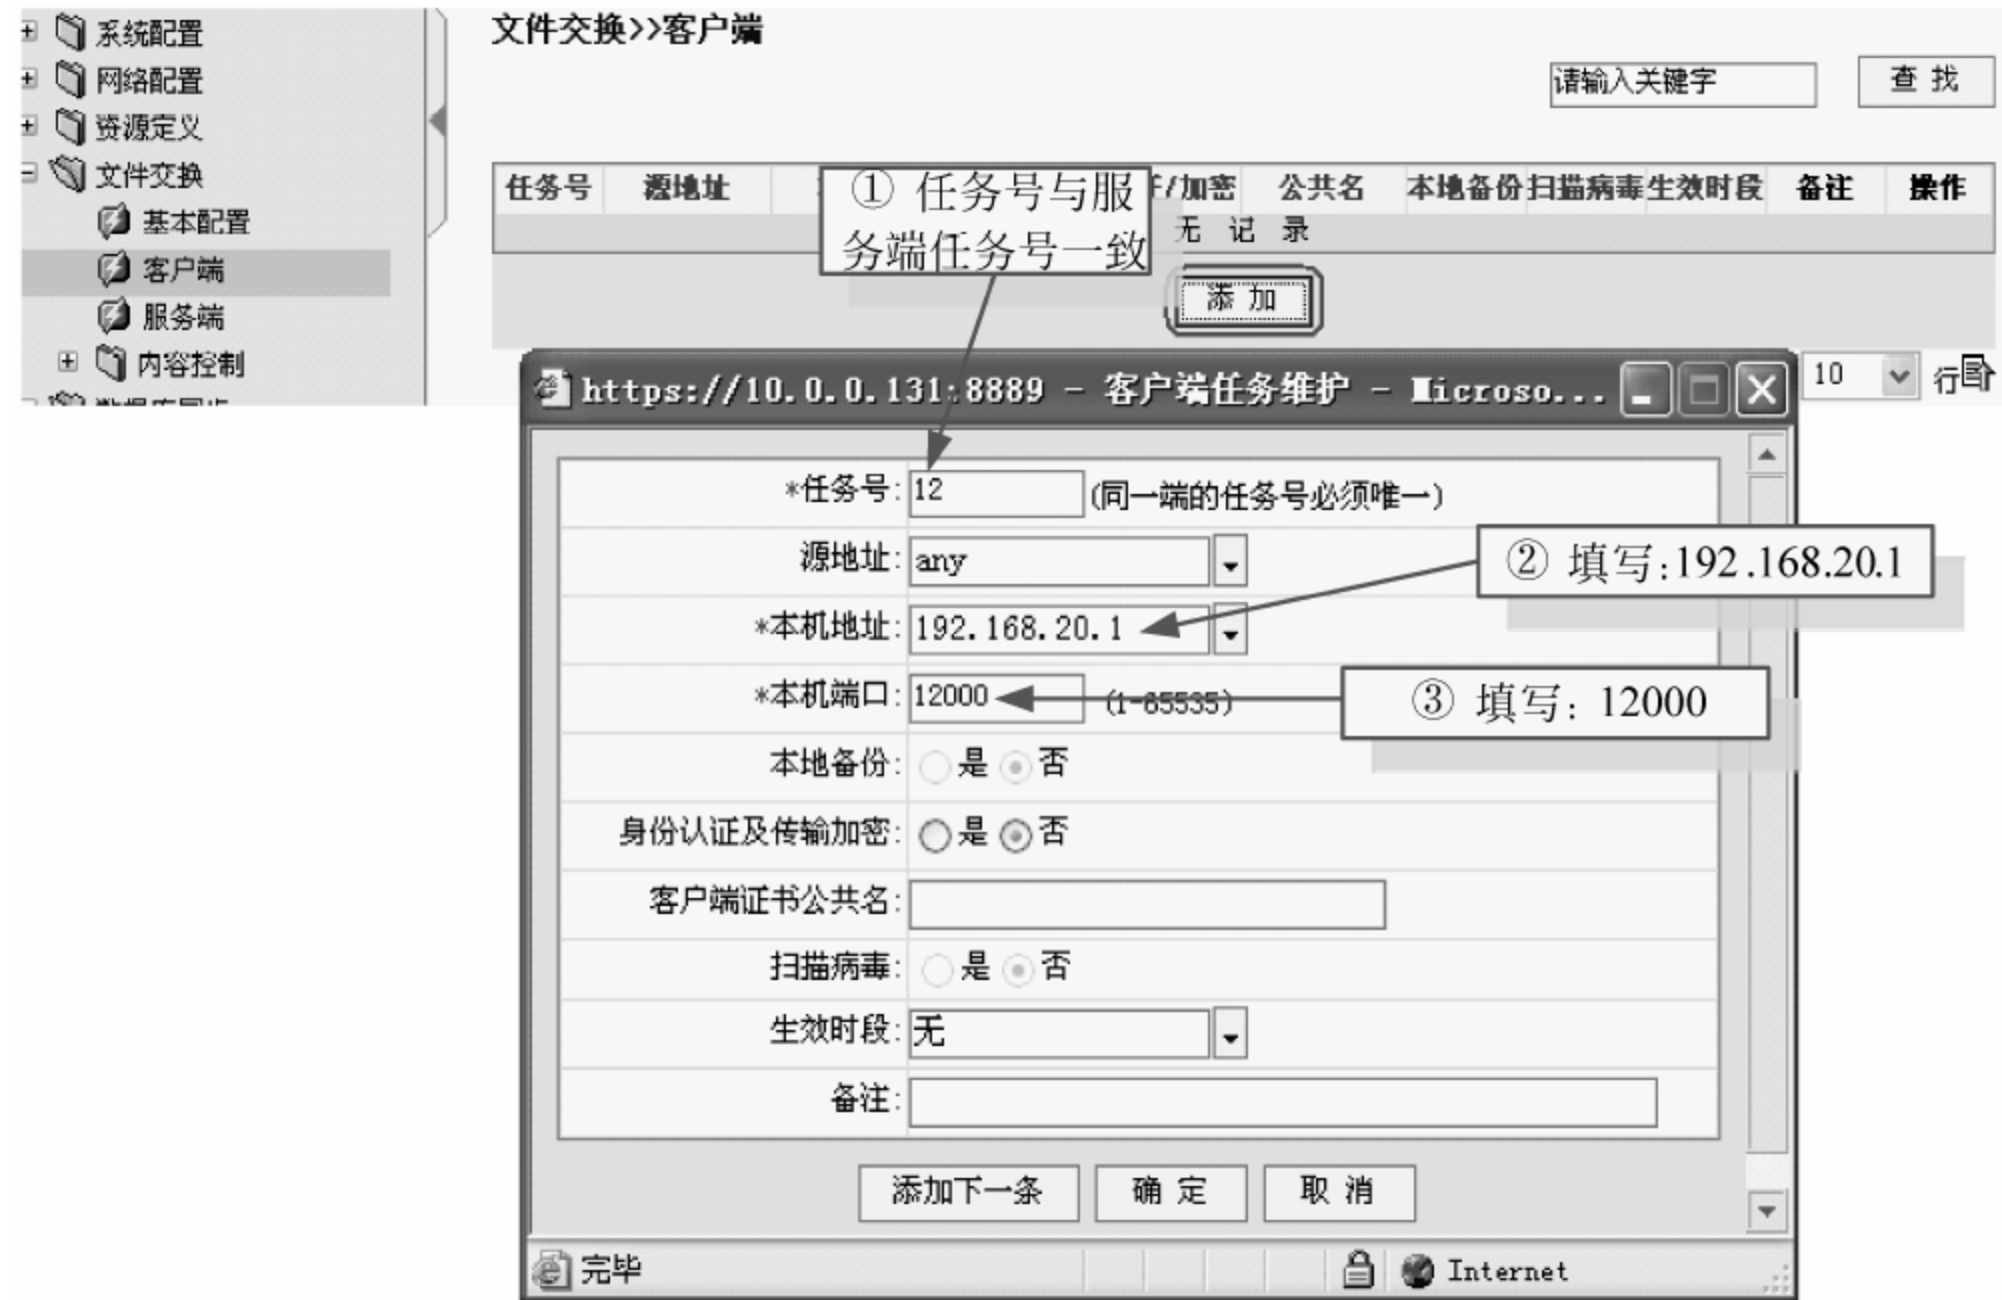 系统配置
网络配置
资源定义
文件交换
基本配置
客户端
服务端
内容控制
文件交换>>客户端
请输入关键字
查 找
任务号 源地址 /加密 公共名 本地备份 扫描病毒 生效时段 备注 操作
无 记 录
① 任务号与服
务端任务号一致
添 加
10 行
https://10.0.0.131:8889 - 客户端任务维护 - Microso...
*任务号: 12 (同一端的任务号必须唯一)
源地址: any
② 填写:192.168.20.1
*本机地址: 192.168.20.1
*本机端口: 12000 (1-65535)
③ 填写: 12000
本地备份: 是 否
身份认证及传输加密: 是 否
客户端证书公共名:
扫描病毒: 是 否
生效时段: 无
备注:
添加下一条 确 定 取 消
完毕 Internet